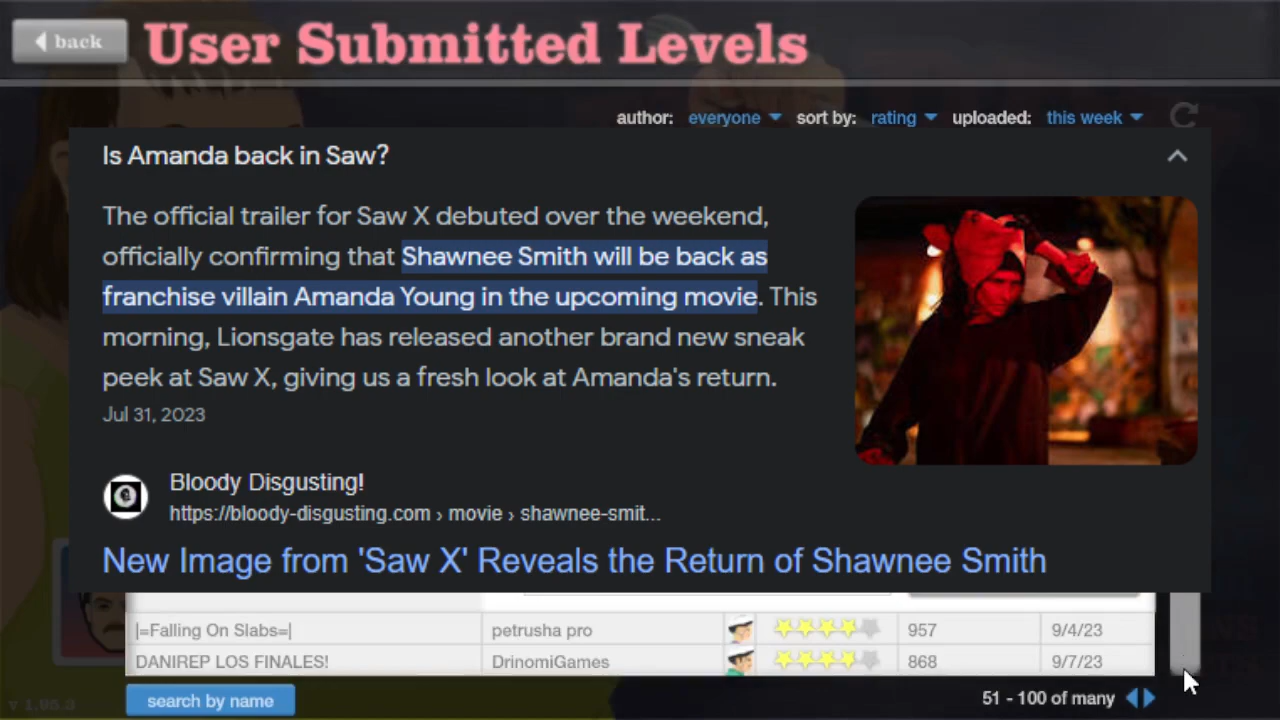 back
User Submitted Levels
author: everyone sort by: rating uploaded: this week
Is Amanda back in Saw?
The official trailer for Saw X debuted over the weekend,
officially confirming that Shawnee Smith will be back as
franchise villain Amanda Young in the upcoming movie. This
morning, Lionsgate has released another brand new sneak
peek at Saw X, giving us a fresh look at Amanda's return.
Jul 31, 2023
Bloody Disgusting!
https://bloody-disgusting.com › movie › shawnee-smit...
New Image from 'Saw X' Reveals the Return of Shawnee Smith
|=Falling On Slabs=| petrusha pro 957 9/4/23
DANIREP LOS FINALES! DrinomiGames 868 9/7/23
search by name 51 - 100 of many